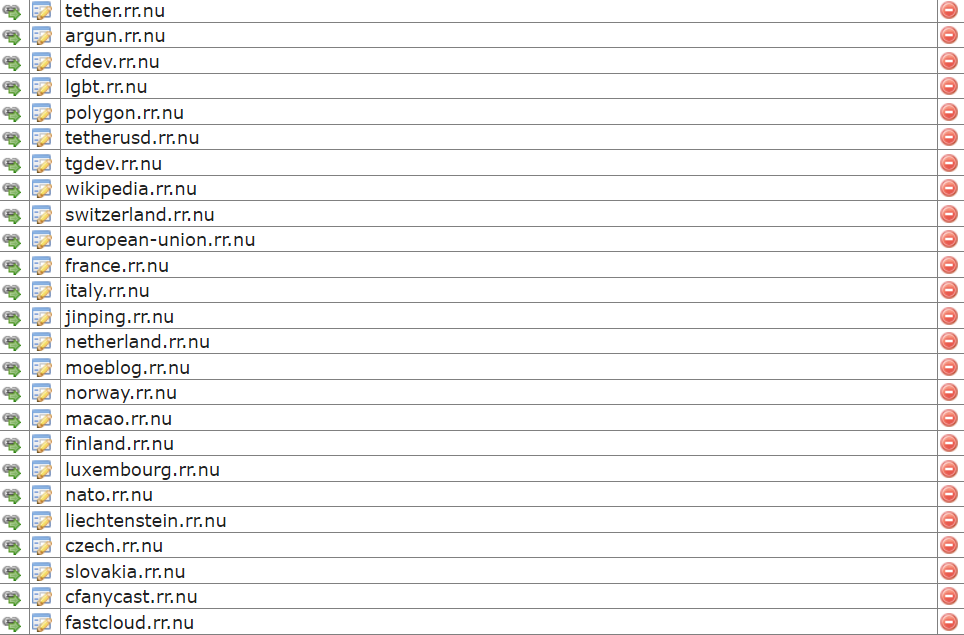 tether.rr.nu
argun.rr.nu
cfdev.rr.nu
lgbt.rr.nu
polygon.rr.nu
tetherusd.rr.nu
tgdev.rr.nu
wikipedia.rr.nu
switzerland.rr.nu
european-union.rr.nu
france.rr.nu
italy.rr.nu
jinping.rr.nu
netherland.rr.nu
moeblog.rr.nu
norway.rr.nu
macao.rr.nu
finland.rr.nu
luxembourg.rr.nu
nato.rr.nu
liechtenstein.rr.nu
czech.rr.nu
slovakia.rr.nu
cfanycast.rr.nu
fastcloud.rr.nu